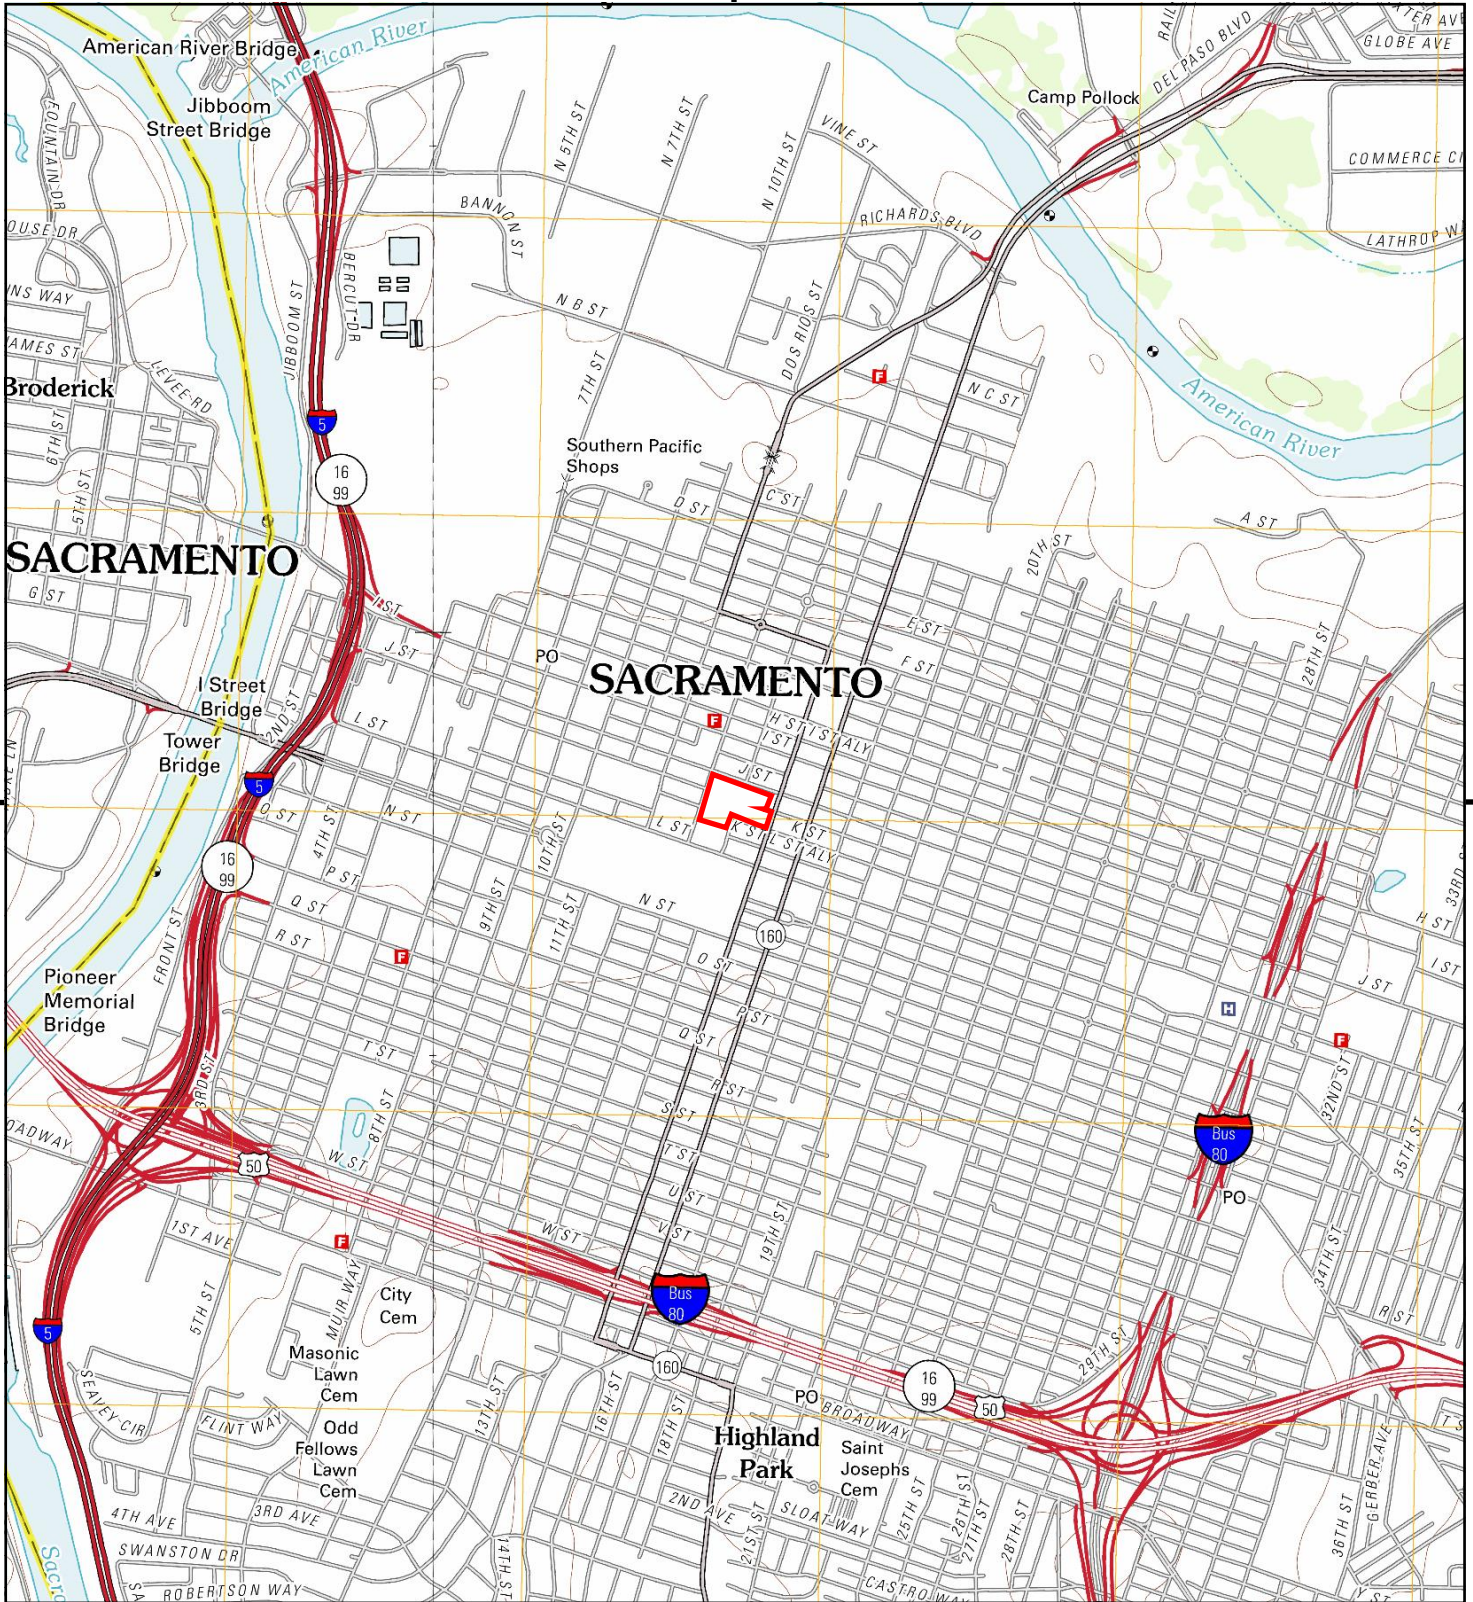 American River Bridge
American River
Jibboom
Street Bridge
FOUNTAIN DR
N 5TH ST
N 7TH ST
N 10TH ST
VINE ST
Camp Pollock
DEL PASO BLVD
GLOBE AVE
COMMERCE CI
LATHROP W
RICHARDS BLVD
BANNON ST
OUSE DR
NS WAY
AMES ST
LEVEE RD
Broderick
6TH ST
5TH ST
JIBBOOM ST
BERCUT DR
N B ST
7TH ST
DOS RIOS ST
F
N C ST
American River
5
16
99
Southern Pacific
Shops
D ST
C ST
A ST
20TH ST
SACRAMENTO
G ST
I ST
J ST
PO
SACRAMENTO
E ST
F ST
28TH ST
I Street
Bridge
2ND ST
L ST
Tower
Bridge
F
H ST I ST ALY
I ST
J ST
5
O ST
4TH ST
N ST
10TH ST
L ST
K ST L ST ALY
K ST
16
99
P ST
Q ST
9TH ST
11TH ST
N ST
160
33RD S
H ST
I ST
J ST
R ST
FRONT ST
F
O ST
P ST
Q ST
H
F
Pioneer
Memorial
Bridge
3RD ST
T ST
8TH ST
R ST
S ST
T ST
U ST
V ST
W ST
19TH ST
32ND ST
35TH ST
Bus
80
PO
OADWAY
50
W ST
1ST AVE
F
5TH ST
MUIR WAY
City
Cem
Bus
80
34TH ST
R ST
29TH ST
5
Masonic
Lawn
Cem
160
16
99
50
PO
BROADWAY
SEAVEY CIR
FLINT WAY
Odd
Fellows
Lawn
Cem
13TH ST
16TH ST
18TH ST
Highland
Park
Saint
Josephs
Cem
25TH ST
26TH ST
27TH ST
28TH ST
36TH ST
GERBER AVE
T S
4TH AVE
3RD AVE
2ND AVE
21ST ST
SLOAT WAY
SWANSTON DR
14TH ST
ROBERTSON WAY
CASTRO WAY
Y ST
Sacra
SA